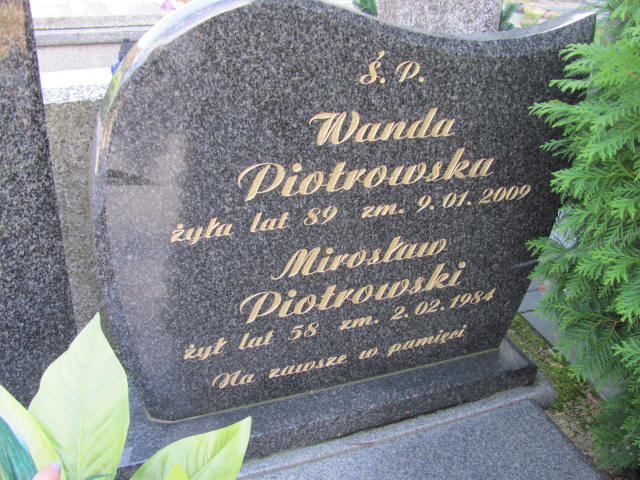 Ś. P.
Wanda
Piotrowska
żyła lat 89 zm. 9.01.2009
Mirosław
Piotrowski
żył lat 58 zm. 2.02.1984
Na zawsze w pamięci